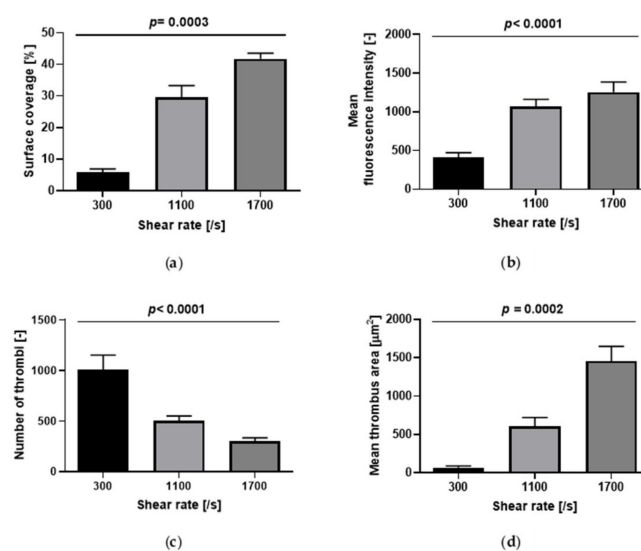 p= 0.0003
Surface coverage [%]
50
40
30
20
10
0
300 1100 1700
Shear rate [/s]
(a)
p< 0.0001
Mean
fluorescence intensity [-]
2000
1500
1000
500
0
300 1100 1700
Shear rate [/s]
(b)
p< 0.0001
Number of thrombi [-]
1500
1000
500
0
300 1100 1700
Shear rate [/s]
(c)
p = 0.0002
Mean thrombus area [µm²]
2000
1500
1000
500
0
300 1100 1700
Shear rate [/s]
(d)